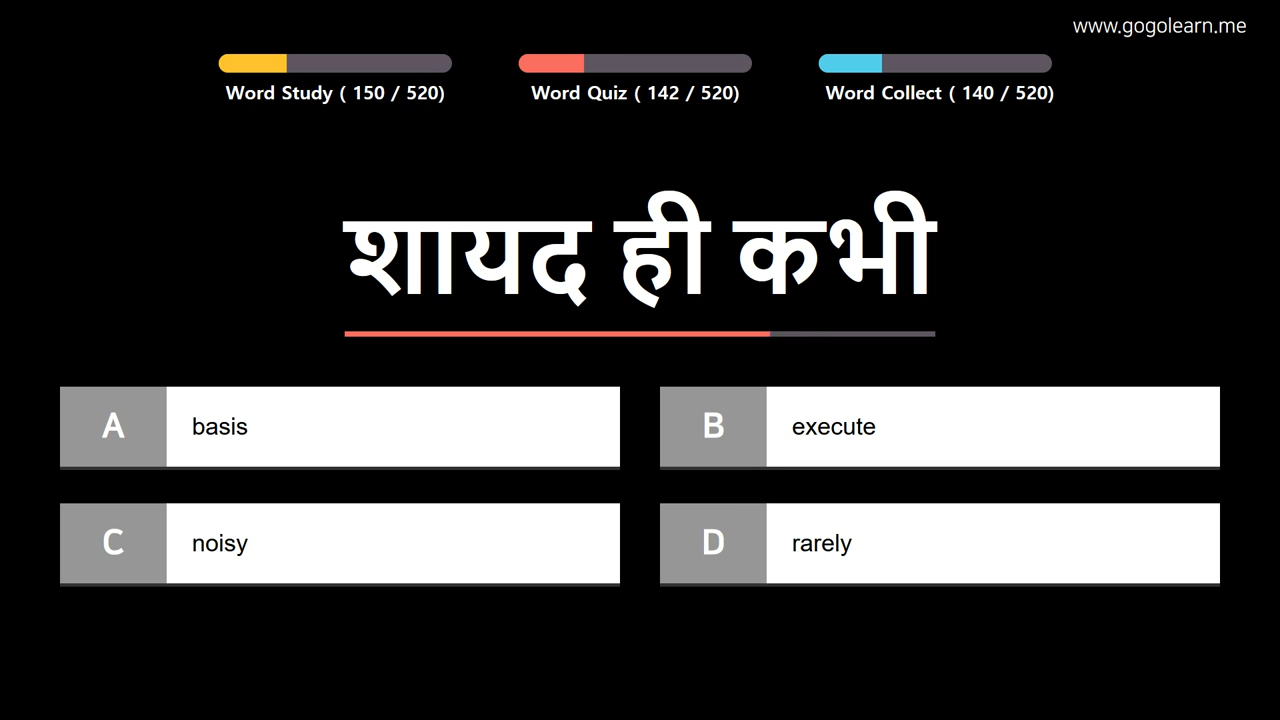 www.gogolearn.me
Word Study ( 150 / 520)
Word Quiz ( 142 / 520)
Word Collect ( 140 / 520)
शायद ही कभी
A basis
B execute
C noisy
D rarely